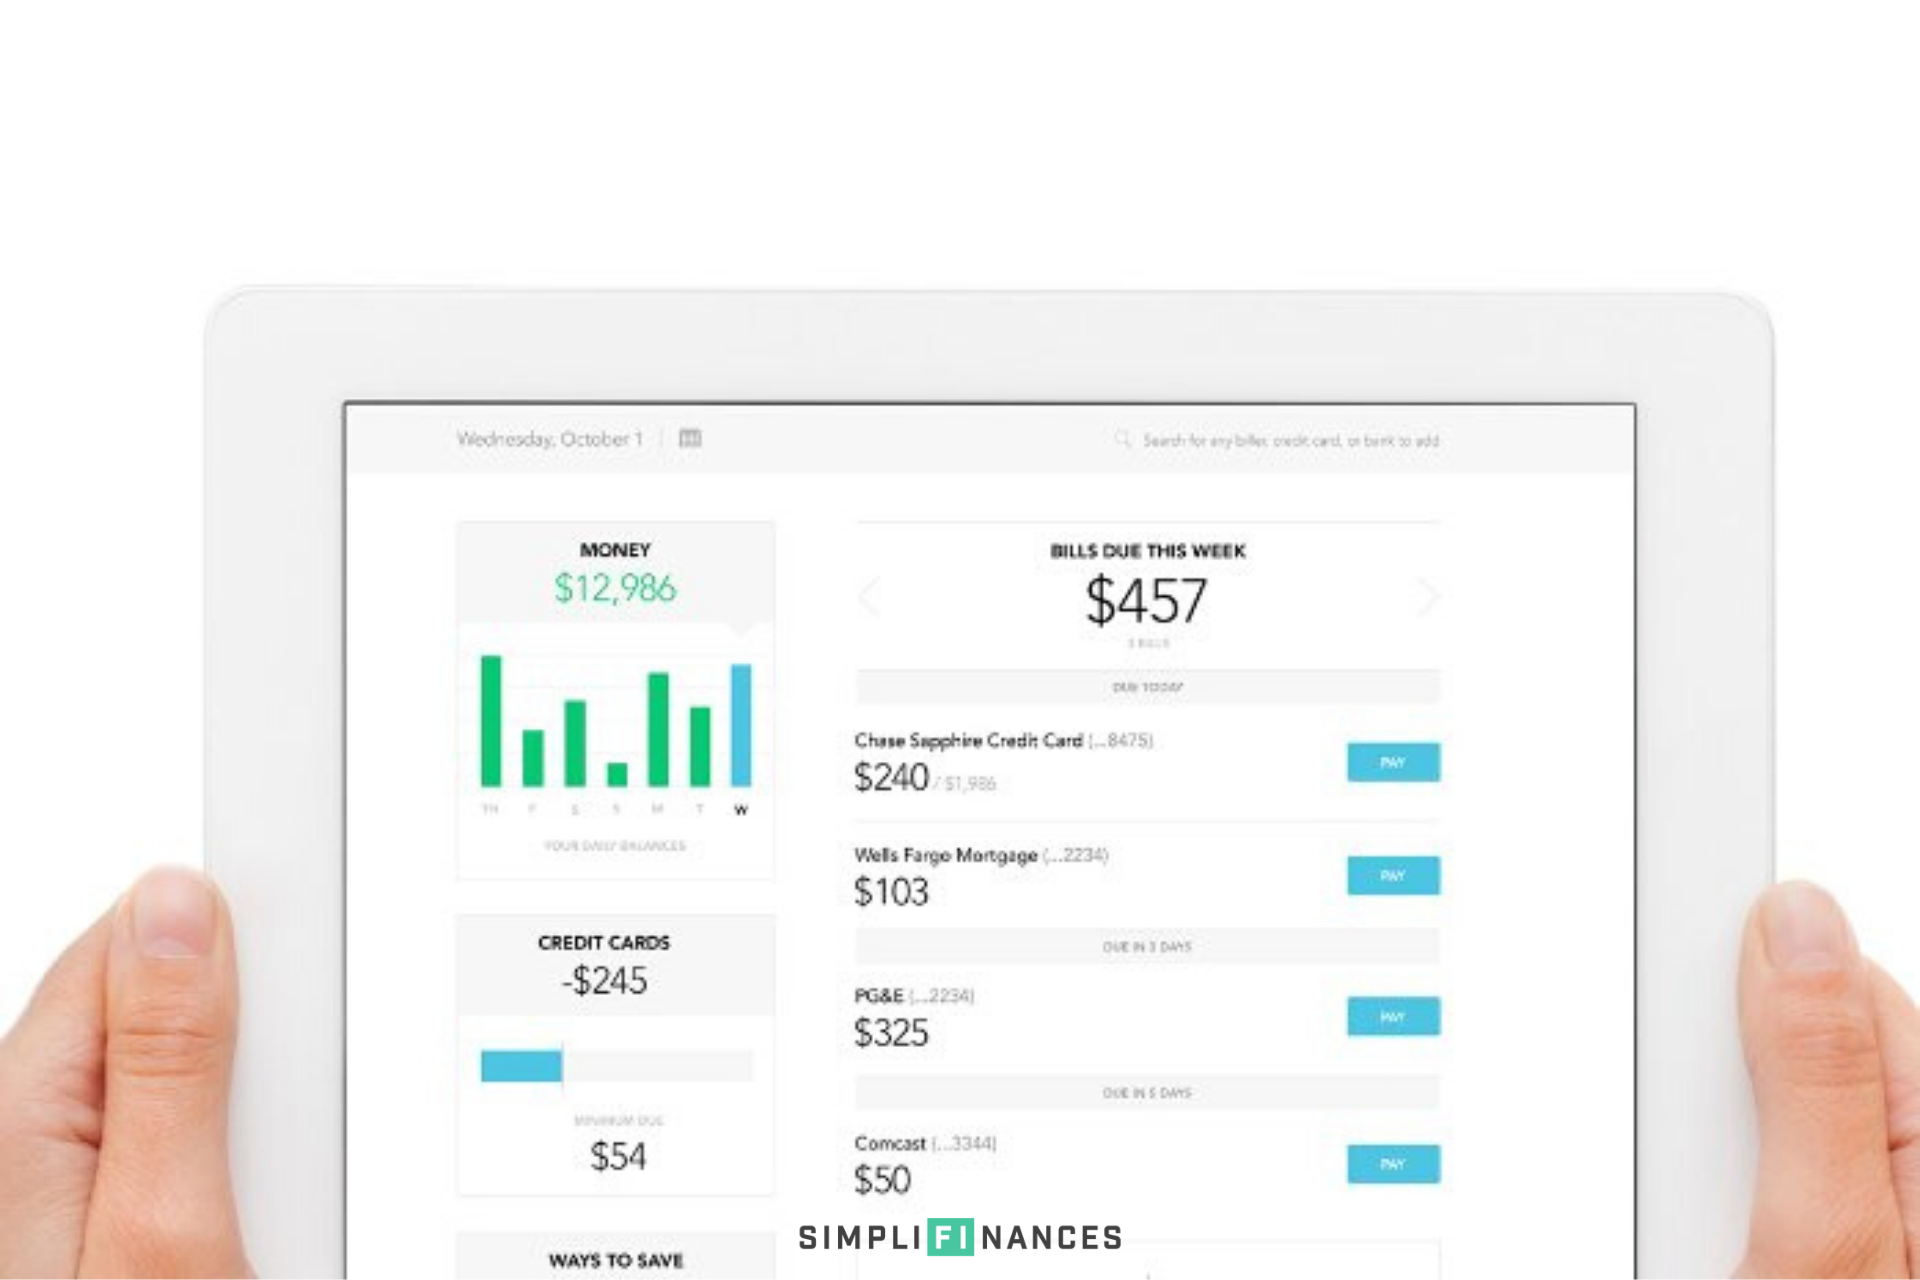 Wednesday, October 1
Search for any biller, credit card, or bank to add
MONEY
$12,986
TH F S S M T W
YOUR DAILY BALANCES
CREDIT CARDS
-$245
MINIMUM DUE
$54
WAYS TO SAVE
BILLS DUE THIS WEEK
$457
BILLS
DUE TODAY
Chase Sapphire Credit Card (...8475)
$240 / $1,986
PAY
Wells Fargo Mortgage (...2234)
$103
PAY
DUE IN 3 DAYS
PG&E (...2234)
$325
PAY
DUE IN 5 DAYS
Comcast (...3344)
$50
PAY
SIMPLIFINANCES